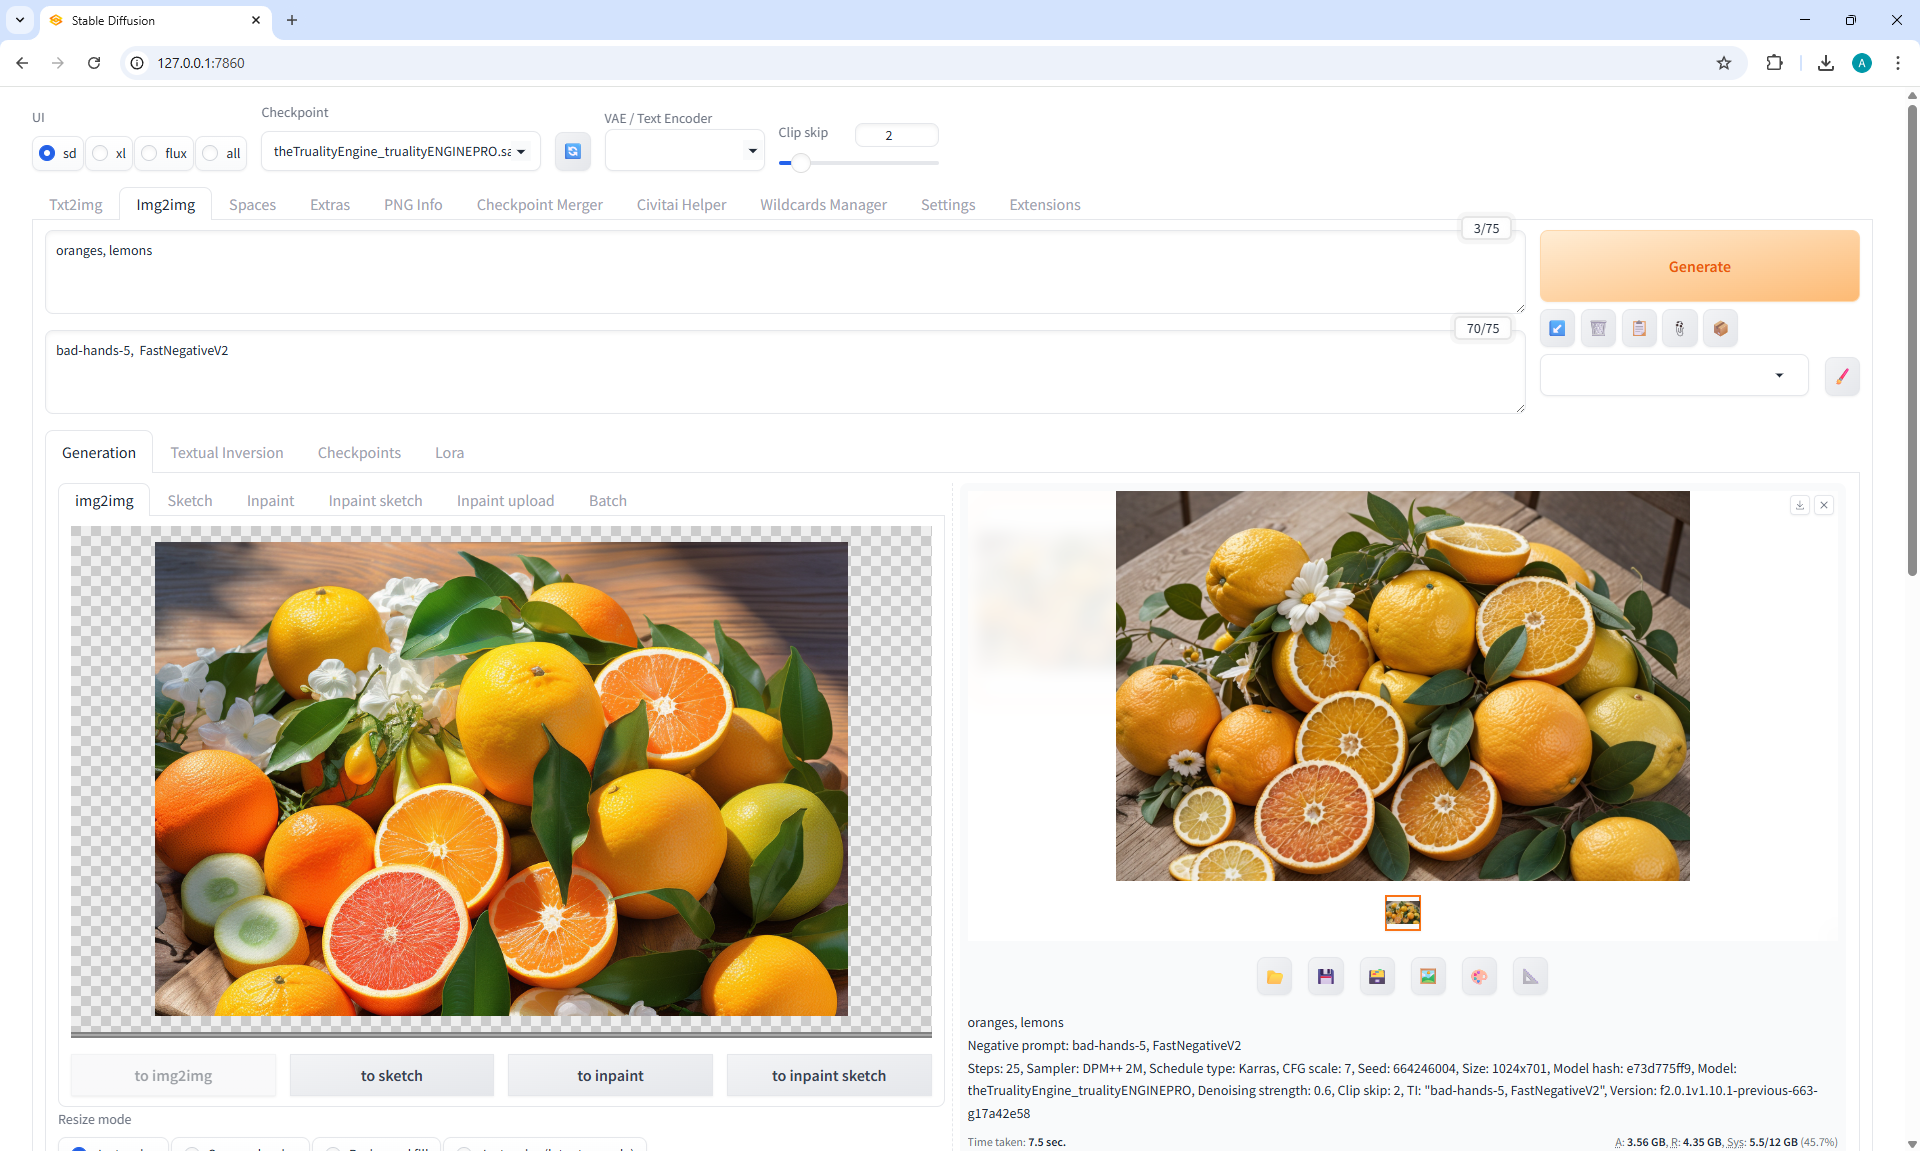 Stable Diffusion
127.0.0.1:7860
A
UI
sd
xl
flux
all
Checkpoint
theTrualityEngine_trualityENGINEPRO.sa
VAE / Text Encoder
Clip skip
2
Txt2img
Img2img
Spaces
Extras
PNG Info
Checkpoint Merger
Civitai Helper
Wildcards Manager
Settings
Extensions
3/75
oranges, lemons
Generate
70/75
bad-hands-5, FastNegativeV2
Generation
Textual Inversion
Checkpoints
Lora
img2img
Sketch
Inpaint
Inpaint sketch
Inpaint upload
Batch
to img2img
to sketch
to inpaint
to inpaint sketch
Resize mode
oranges, lemons
Negative prompt: bad-hands-5, FastNegativeV2
Steps: 25, Sampler: DPM++ 2M, Schedule type: Karras, CFG scale: 7, Seed: 664246004, Size: 1024x701, Model hash: e73d775ff9, Model:
theTrualityEngine_trualityENGINEPRO, Denoising strength: 0.6, Clip skip: 2, TI: "bad-hands-5, FastNegativeV2", Version: f2.0.1v1.10.1-previous-663-
g17a42e58
Time taken: 7.5 sec.
A: 3.56 GB, R: 4.35 GB, Sys: 5.5/12 GB (45.7%)